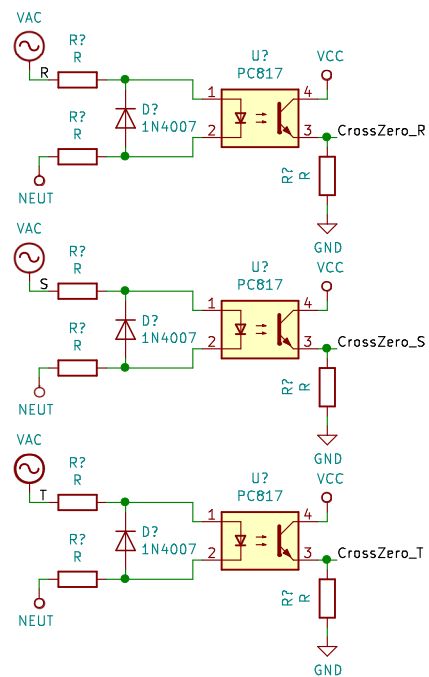 VAC
R?
R
R
U?
PC817
VCC
1
4
D?
1N4007
R?
R
2
3
CrossZero_R
NEUT
R?
R
GND
VAC
R?
R
S
U?
PC817
VCC
1
4
D?
1N4007
R?
R
2
3
CrossZero_S
NEUT
R?
R
GND
VAC
R?
R
T
U?
PC817
VCC
1
4
D?
1N4007
R?
R
2
3
CrossZero_T
NEUT
R?
R
GND